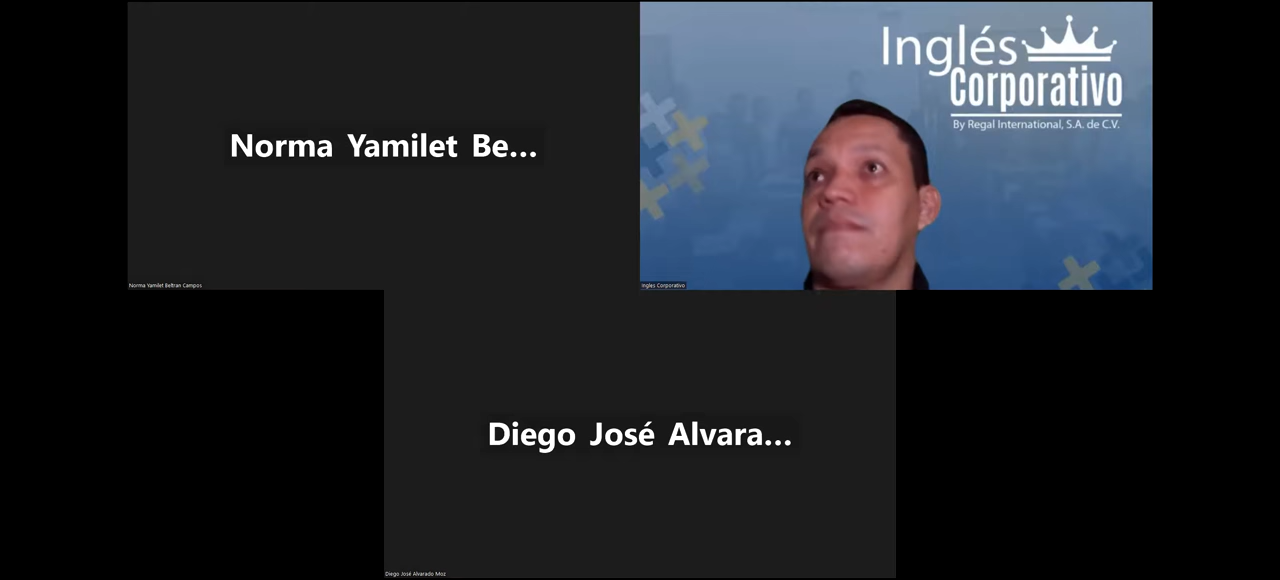 Norma Yamilet Be...
Norma Yamilet Beltran Campos
Inglés
Corporativo
By Regal International, S.A. de C.V.
Ingles Corporativo
Diego José Alvara...
Diego José Alvarado Moz